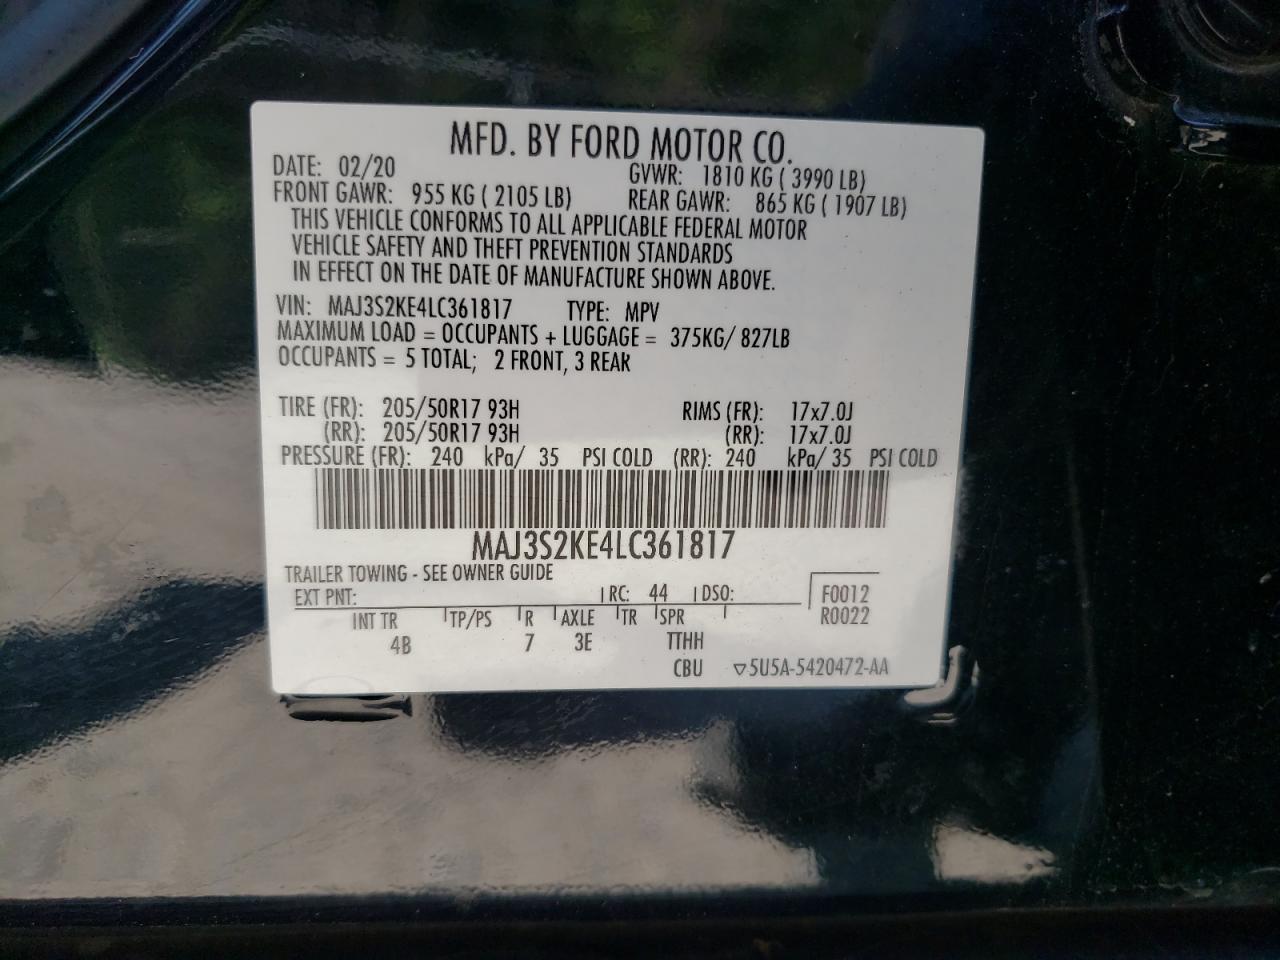 MFD. BY FORD MOTOR CO.
DATE: 02/20 GVWR: 1810 KG ( 3990 LB)
FRONT GAWR: 955 KG ( 2105 LB) REAR GAWR: 865 KG ( 1907 LB)
THIS VEHICLE CONFORMS TO ALL APPLICABLE FEDERAL MOTOR
VEHICLE SAFETY AND THEFT PREVENTION STANDARDS
IN EFFECT ON THE DATE OF MANUFACTURE SHOWN ABOVE.
VIN: MAJ3S2KE4LC361817 TYPE: MPV
MAXIMUM LOAD = OCCUPANTS + LUGGAGE = 375KG/ 827LB
OCCUPANTS = 5 TOTAL; 2 FRONT, 3 REAR
TIRE (FR): 205/50R17 93H RIMS (FR): 17x7.0J
(RR): 205/50R17 93H (RR): 17x7.0J
PRESSURE (FR): 240 kPa/ 35 PSI COLD (RR): 240 kPa/ 35 PSI COLD
MAJ3S2KE4LC361817
TRAILER TOWING - SEE OWNER GUIDE
EXT PNT: RC: 44 DSO: F0012
INT TR TP/PS R AXLE TR SPR R0022
4B 7 3E TTHH
CBU ▽5U5A-5420472-AA